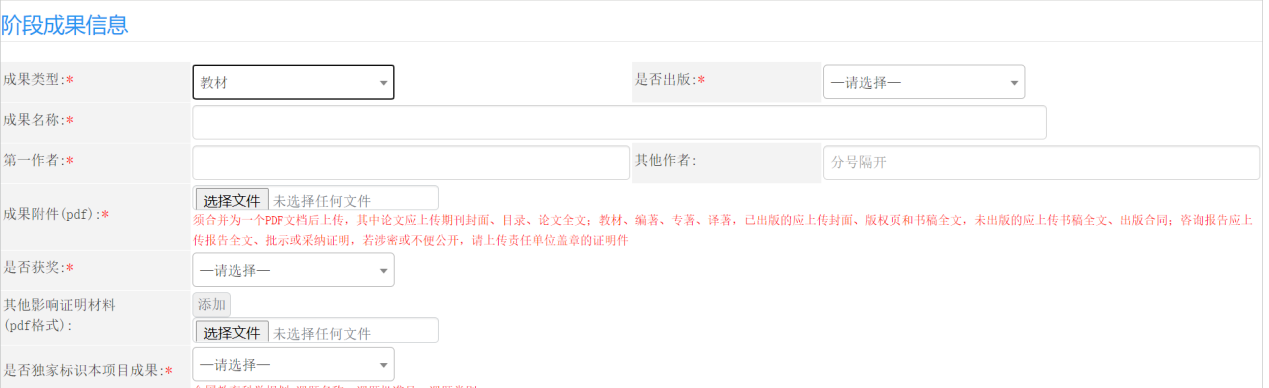 阶段成果信息
成果类型:* 教材 是否出版:* —请选择—
成果名称:*
第一作者:* 其他作者: 分号隔开
成果附件(pdf):* 选择文件 未选择任何文件
须合并为一个PDF文档后上传，其中论文应上传期刊封面、目录、论文全文；教材、编著、专著、译著，已出版的应上传封面、版权页和书稿全文，未出版的应上传书稿全文、出版合同；咨询报告应上
传报告全文、批示或采纳证明，若涉密或不便公开，请上传责任单位盖章的证明件
是否获奖:* —请选择—
其他影响证明材料 添加
(pdf格式): 选择文件 未选择任何文件
是否独家标识本项目成果:* —请选择—